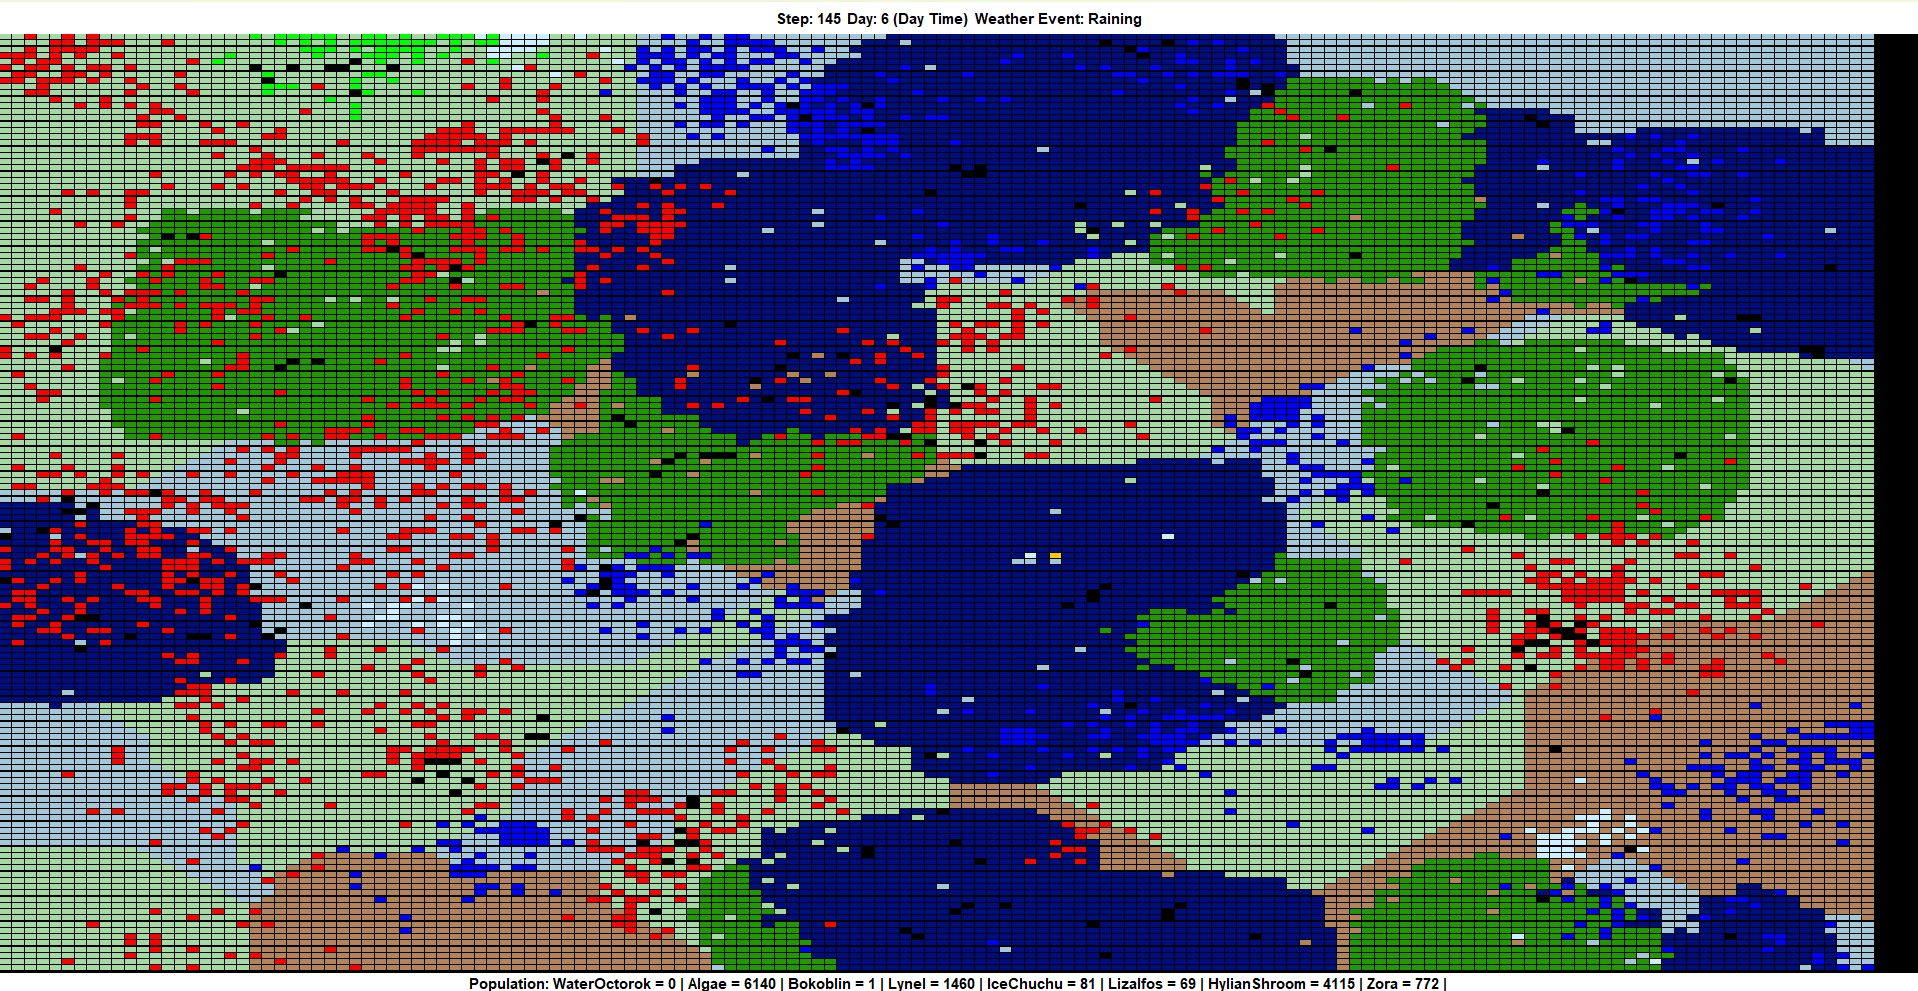 Step: 145 Day: 6 (Day Time) Weather Event: Raining
Population: WaterOctorok = 0 | Algae = 6140 | Bokoblin = 1 | Lynel = 1460 | IceChuchu = 81 | Lizalfos = 69 | HylianShroom = 4115 | Zora = 772 |